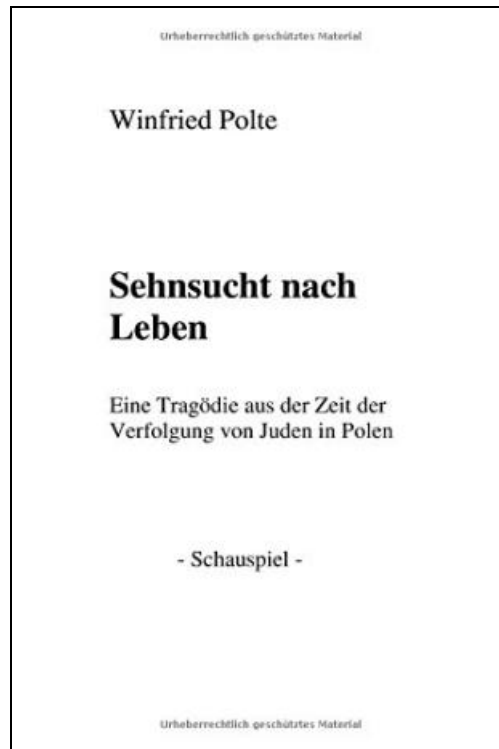 Urheberrechtlich geschütztes Material
Winfried Polte
Sehnsucht nach
Leben
Eine Tragödie aus der Zeit der
Verfolgung von Juden in Polen
- Schauspiel -
Urheberrechtlich geschütztes Material